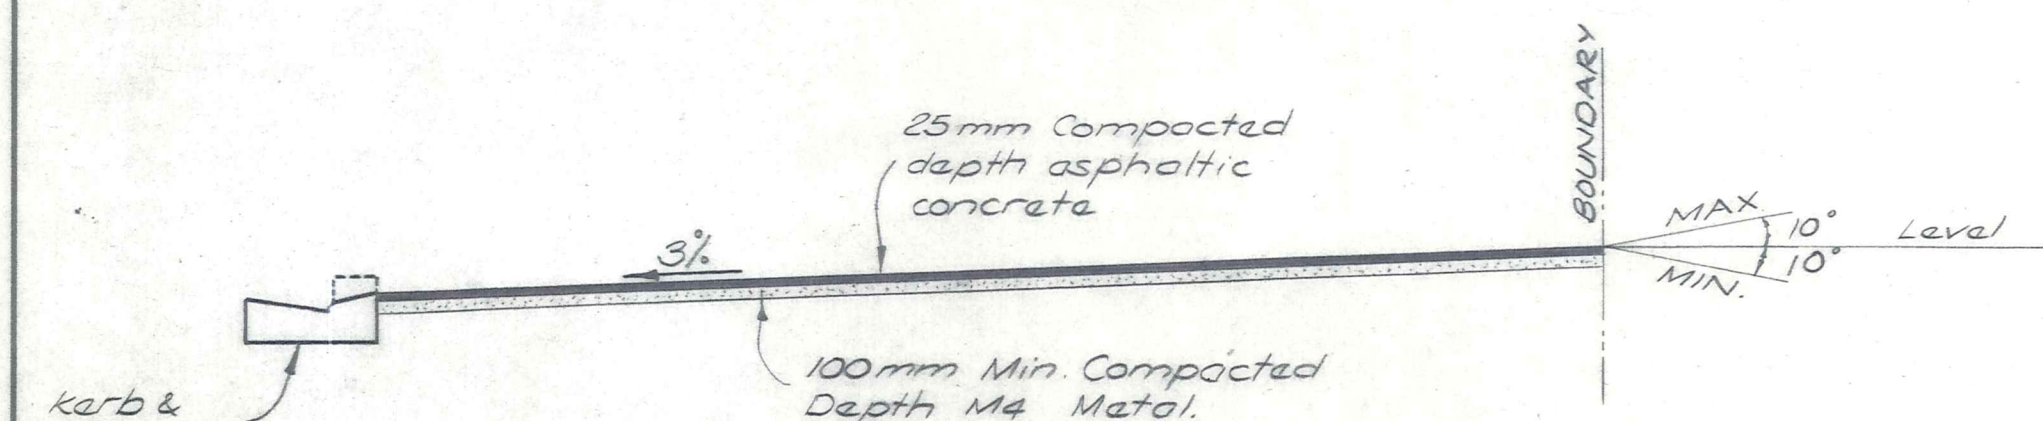 BOUNDARY
25mm Compacted
depth asphaltic
concrete
MAX
10°
Level
10°
MIN.
3%
100mm Min. Compacted
Depth M4 Metal.
kerb &